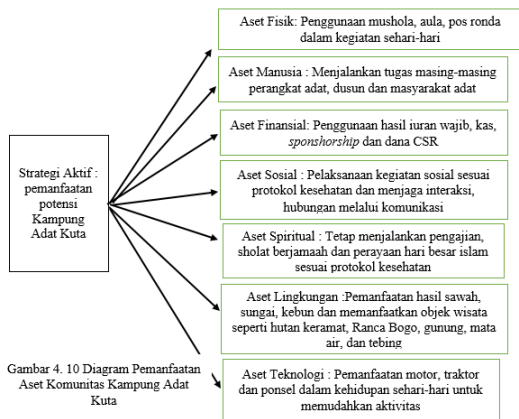 Aset Fisik: Penggunaan mushola, aula, pos ronda
dalam kegiatan sehari-hari
Aset Manusia : Menjalankan tugas masing-masing
perangkat adat, dusun dan masyarakat adat
Aset Finansial: Penggunaan hasil iuran wajib, kas,
sponshorship dan dana CSR
Strategi Aktif :
pemanfaatan
potensi
Kampung
Adat Kuta
Aset Sosial : Pelaksanaan kegiatan sosial sesuai
protokol kesehatan dan menjaga interaksi,
hubungan melalui komunikasi
Aset Spiritual : Tetap menjalankan pengajian,
sholat berjamaah dan perayaan hari besar islam
sesuai protokol kesehatan
Aset Lingkungan :Pemanfaatan hasil sawah,
sungai, kebun dan memanfaatkan objek wisata
seperti hutan keramat, Ranca Bogo, gunung, mata
air, dan tebing
Aset Teknologi : Pemanfaatan motor, traktor
dan ponsel dalam kehidupan sehari-hari untuk
memudahkan aktivitas
Gambar 4. 10 Diagram Pemanfaatan
Aset Komunitas Kampung Adat
Kuta